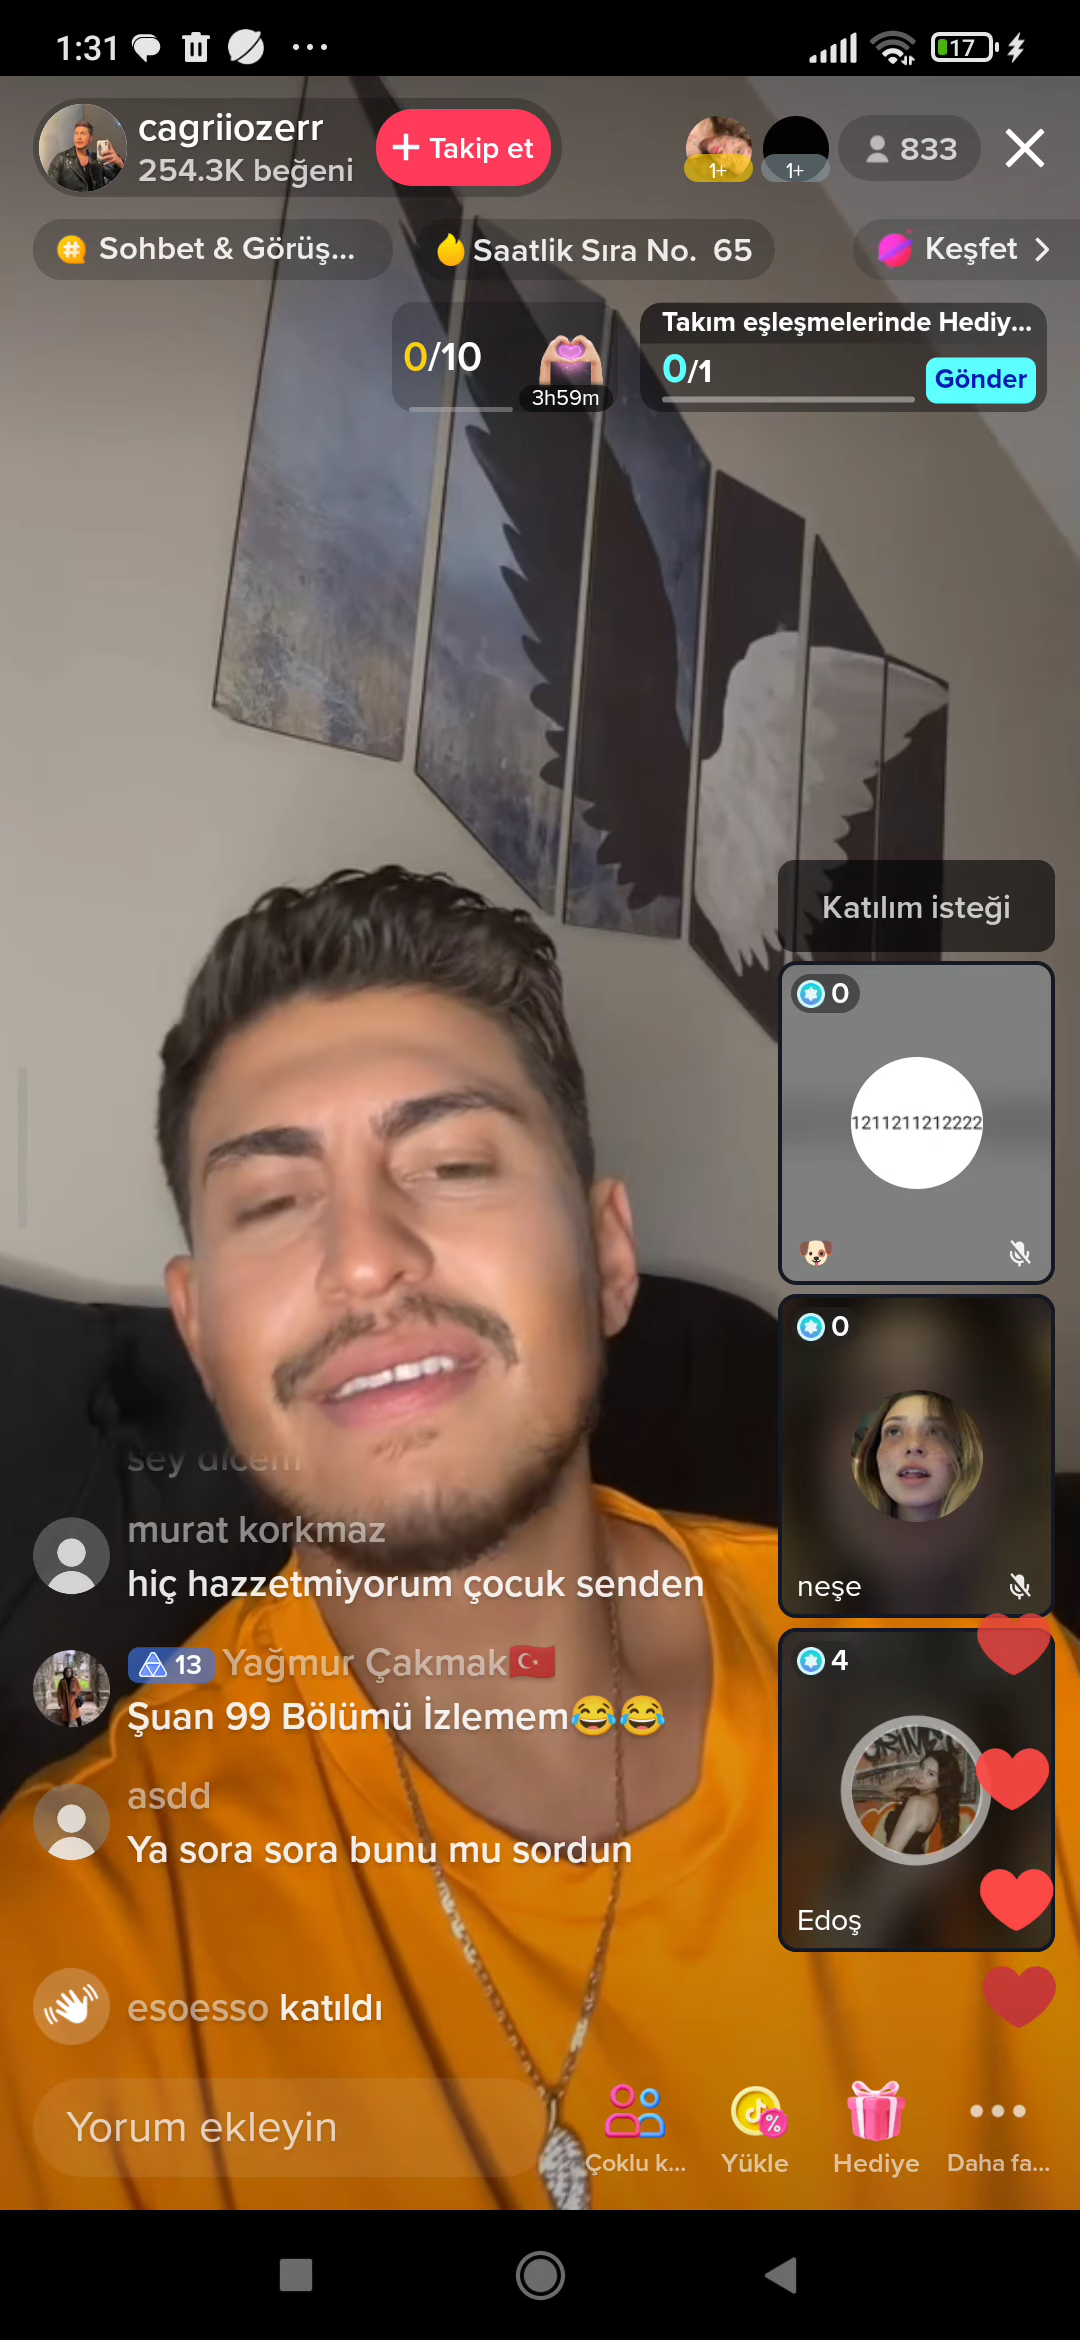 1:31
17
cagriiozerr
254.3K beğeni
+ Takip et
1+
1+
833
Sohbet & Görüş...
Saatlik Sıra No. 65
Keşfet >
0/10
3h59m
Takım eşleşmelerinde Hediy...
0/1
Gönder
Katılım isteği
0
1211211212222
0
neşe
4
Edoş
sey dicem
murat korkmaz
hiç hazzetmiyorum çocuk senden
13 Yağmur Çakmak🇹🇷
Şuan 99 Bölümü İzlemem😂😂
asdd
Ya sora sora bunu mu sordun
esoesso katıldı
Yorum ekleyin
Çoklu k...
Yükle
Hediye
Daha fa...